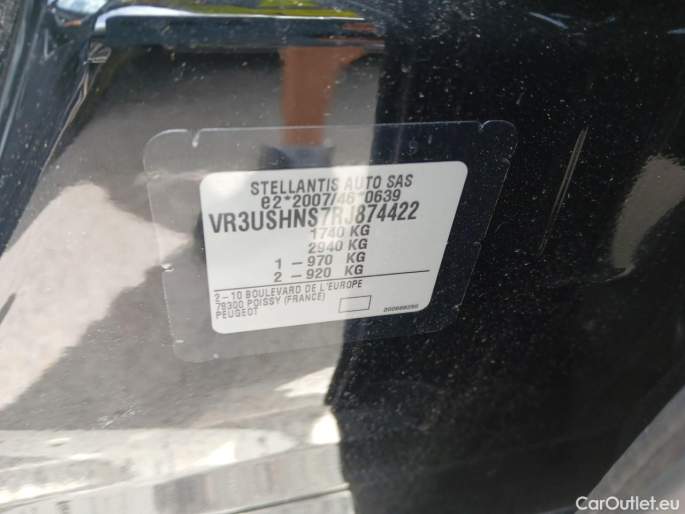 STELLANTIS AUTO SAS
e2*2007/46*0639
VR3USHNS7RJ874422
1740 KG
2940 KG
1 – 970 KG
2 – 920 KG
2 – 10 BOULEVARD DE L'EUROPE
78300 POISSY (FRANCE)
PEUGEOT
CarOutlet.eu